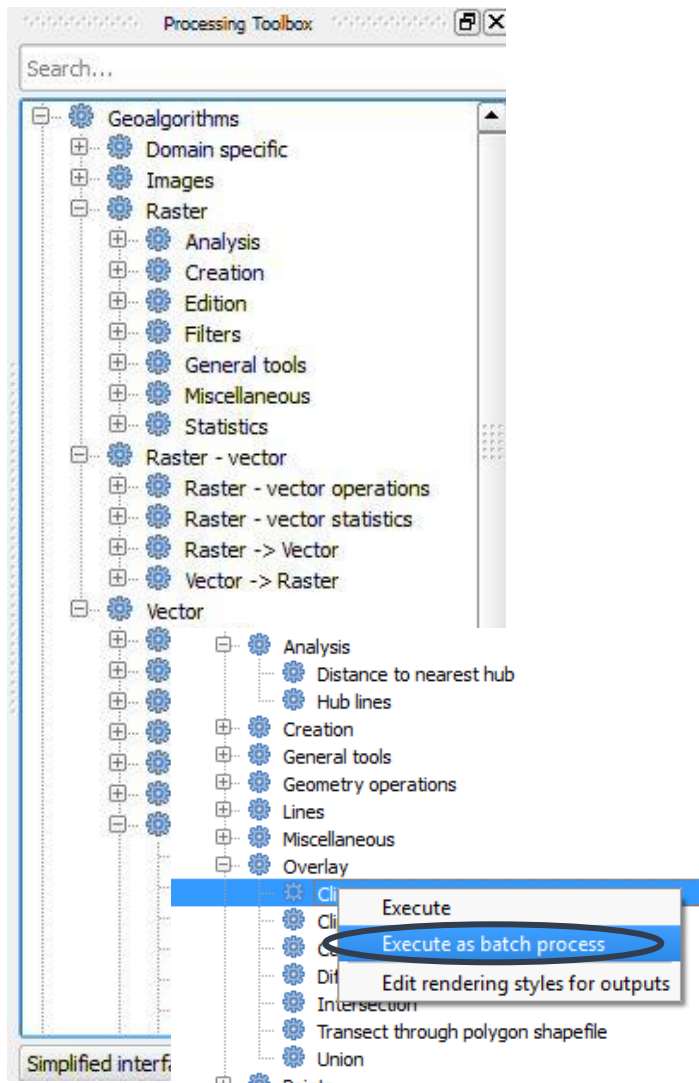 Processing Toolbox
Search...
Geoalgorithms
Domain specific
Images
Raster
Analysis
Creation
Edition
Filters
General tools
Miscellaneous
Statistics
Raster - vector
Raster - vector operations
Raster - vector statistics
Raster -> Vector
Vector -> Raster
Vector
Analysis
Distance to nearest hub
Hub lines
Creation
General tools
Geometry operations
Lines
Miscellaneous
Overlay
Execute
Execute as batch process
Edit rendering styles for outputs
Intersection
Transect through polygon shapefile
Union
Simplified